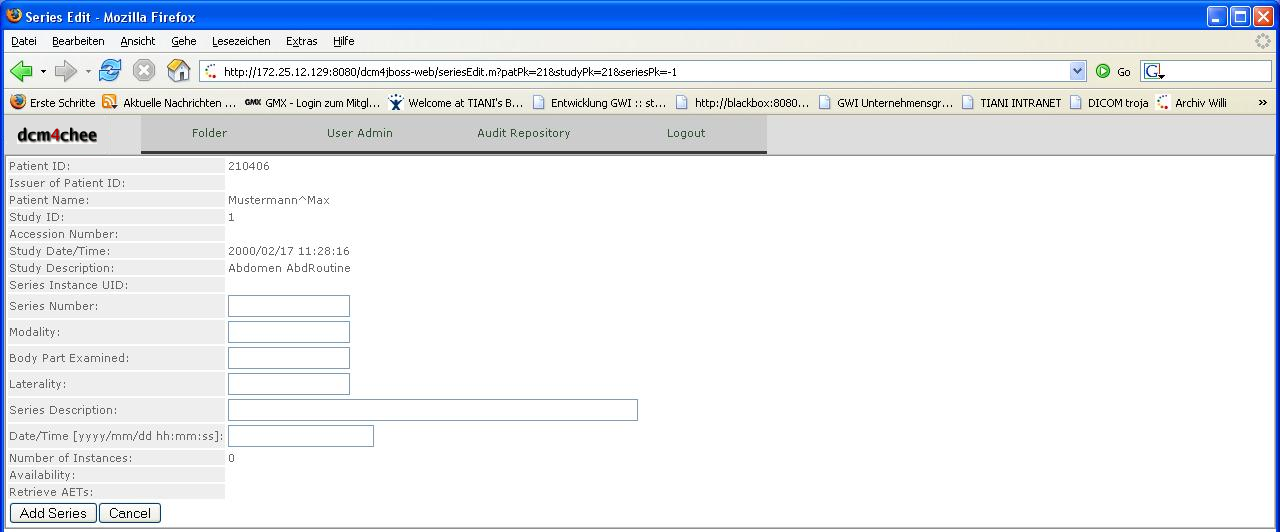 Series Edit - Mozilla Firefox
Datei Bearbeiten Ansicht Gehe Lesezeichen Extras Hilfe
http://172.25.12.129:8080/dcm4jboss-web/seriesEdit.m?patPk=21&studyPk=21&seriesPk=-1 Go G
Erste Schritte Aktuelle Nachrichten ... GMX GMX - Login zum Mitgl... Welcome at TIANI's B... Entwicklung GWI :: st... http://blackbox:8080... GWI Unternehmensgr... TIANI INTRANET DICOM troja Archiv Willi »
dcm4chee Folder User Admin Audit Repository Logout
Patient ID: 210406
Issuer of Patient ID:
Patient Name: Mustermann^Max
Study ID: 1
Accession Number:
Study Date/Time: 2000/02/17 11:28:16
Study Description: Abdomen AbdRoutine
Series Instance UID:
Series Number:
Modality:
Body Part Examined:
Laterality:
Series Description:
Date/Time [yyyy/mm/dd hh:mm:ss]:
Number of Instances: 0
Availability:
Retrieve AETs:
Add Series Cancel